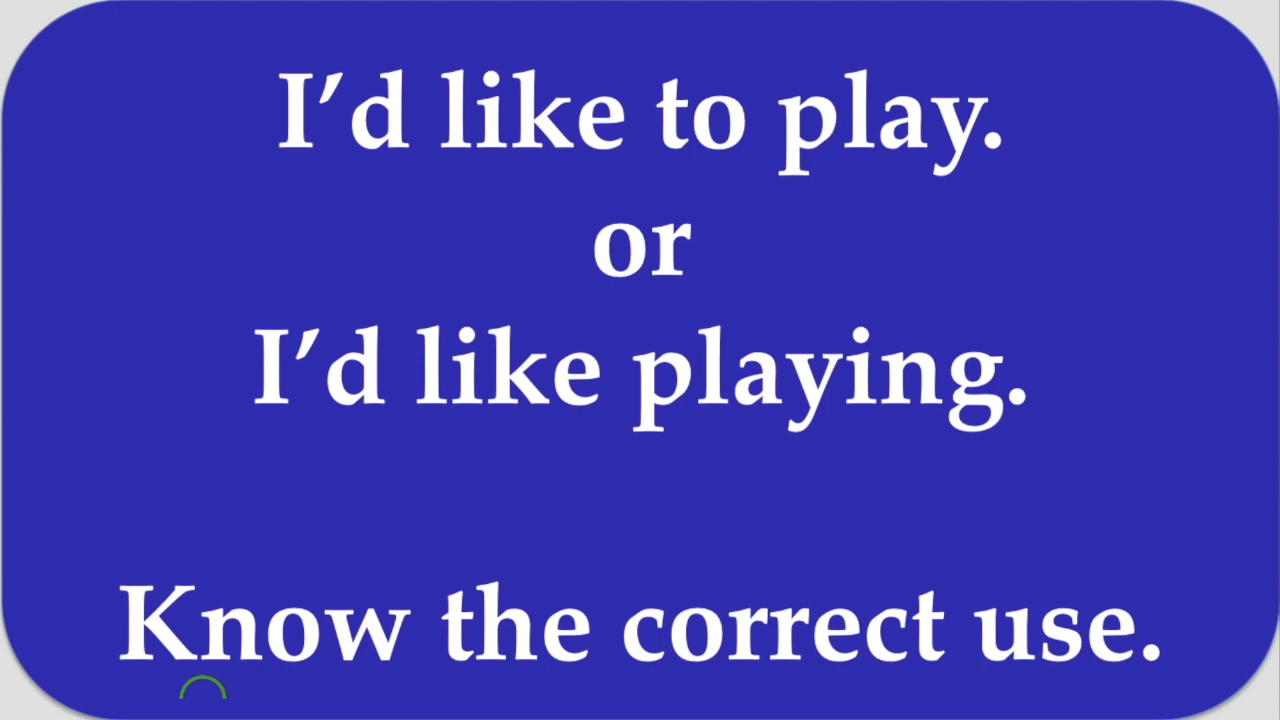 I’d like to play.
or
I’d like playing.
Know the correct use.